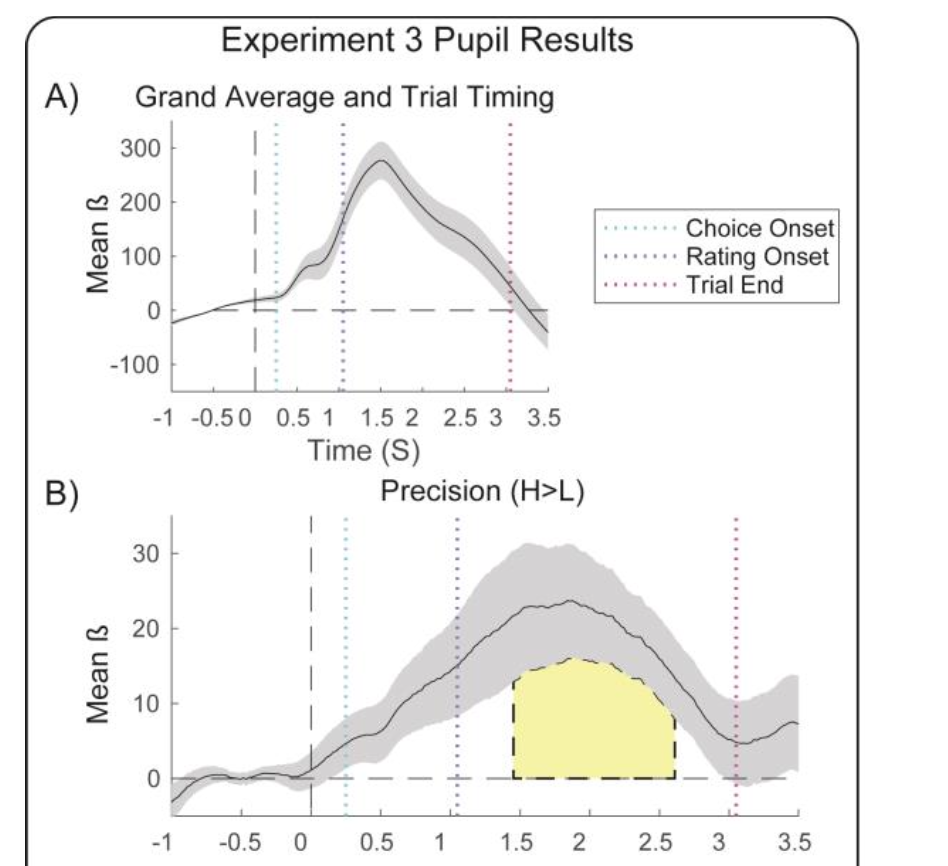 Experiment 3 Pupil Results
A)
Grand Average and Trial Timing
300
200
100
0
-100
Mean ß
-1 -0.5 0 0.5 1 1.5 2 2.5 3 3.5
Time (S)
Choice Onset
Rating Onset
Trial End
B)
Precision (H>L)
30
20
10
0
Mean ß
-1 -0.5 0 0.5 1 1.5 2 2.5 3 3.5